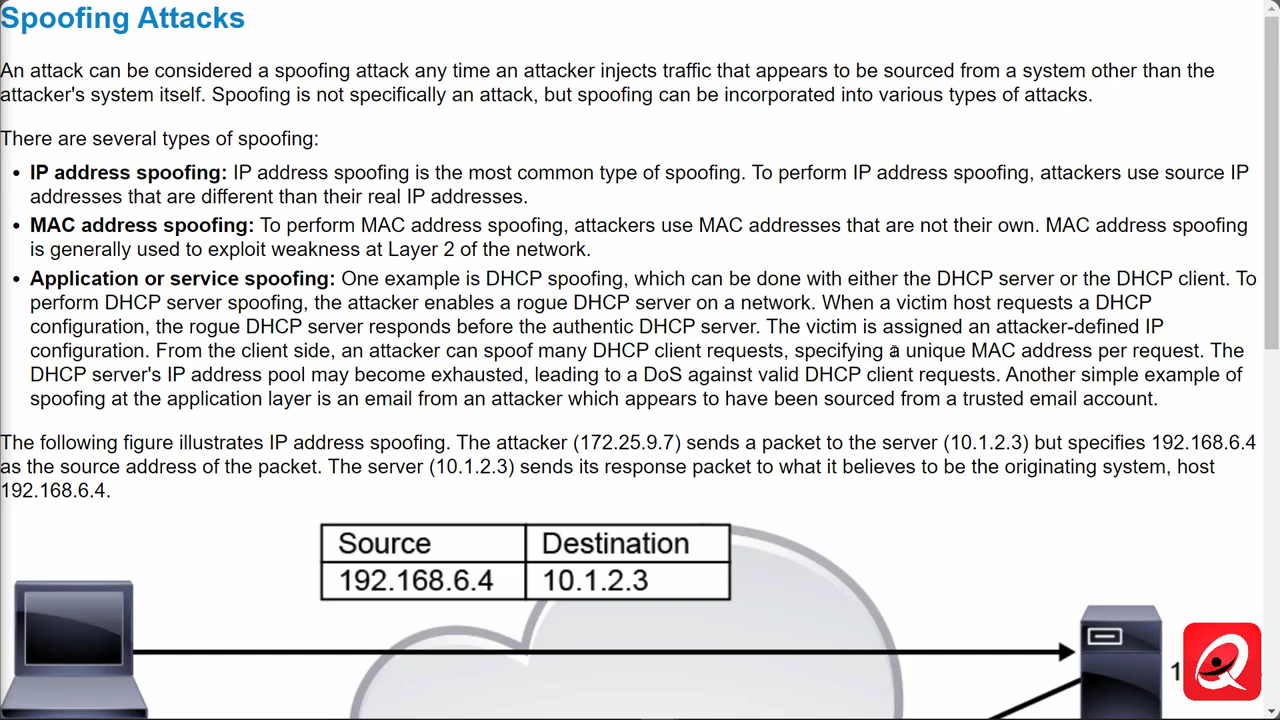 Spoofing Attacks
An attack can be considered a spoofing attack any time an attacker injects traffic that appears to be sourced from a system other than the
attacker's system itself. Spoofing is not specifically an attack, but spoofing can be incorporated into various types of attacks.
There are several types of spoofing:
• IP address spoofing: IP address spoofing is the most common type of spoofing. To perform IP address spoofing, attackers use source IP
addresses that are different than their real IP addresses.
• MAC address spoofing: To perform MAC address spoofing, attackers use MAC addresses that are not their own. MAC address spoofing
is generally used to exploit weakness at Layer 2 of the network.
• Application or service spoofing: One example is DHCP spoofing, which can be done with either the DHCP server or the DHCP client. To
perform DHCP server spoofing, the attacker enables a rogue DHCP server on a network. When a victim host requests a DHCP
configuration, the rogue DHCP server responds before the authentic DHCP server. The victim is assigned an attacker-defined IP
configuration. From the client side, an attacker can spoof many DHCP client requests, specifying a unique MAC address per request. The
DHCP server's IP address pool may become exhausted, leading to a DoS against valid DHCP client requests. Another simple example of
spoofing at the application layer is an email from an attacker which appears to have been sourced from a trusted email account.
The following figure illustrates IP address spoofing. The attacker (172.25.9.7) sends a packet to the server (10.1.2.3) but specifies 192.168.6.4
as the source address of the packet. The server (10.1.2.3) sends its response packet to what it believes to be the originating system, host
192.168.6.4.
Source Destination
192.168.6.4 10.1.2.3
1